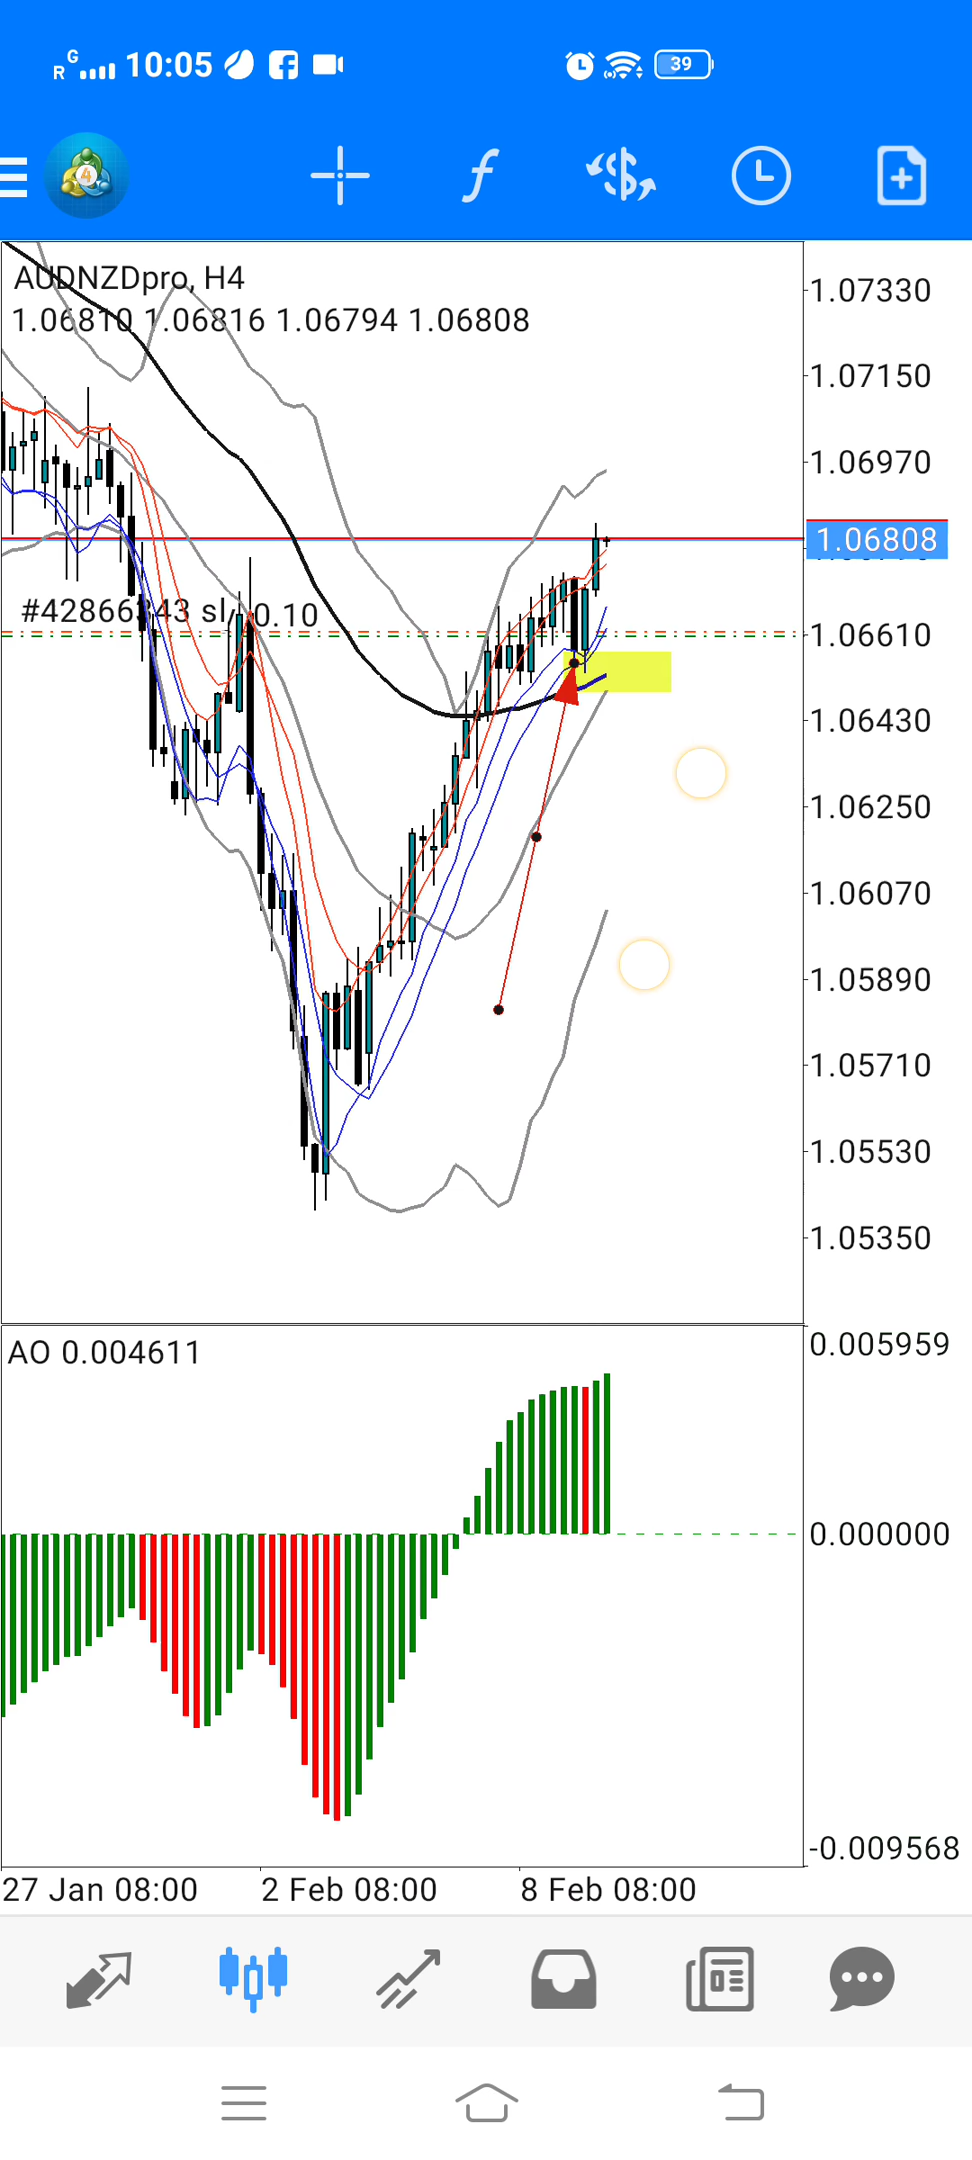 R G 10:05 39
4
AUDNZDpro, H4
1.06810 1.06816 1.06794 1.06808
1.07330
1.07150
1.06970
1.06808
#42866343 sl, 0.10
1.06610
1.06430
1.06250
1.06070
1.05890
1.05710
1.05530
1.05350
AO 0.004611
0.005959
0.000000
-0.009568
27 Jan 08:00 2 Feb 08:00 8 Feb 08:00